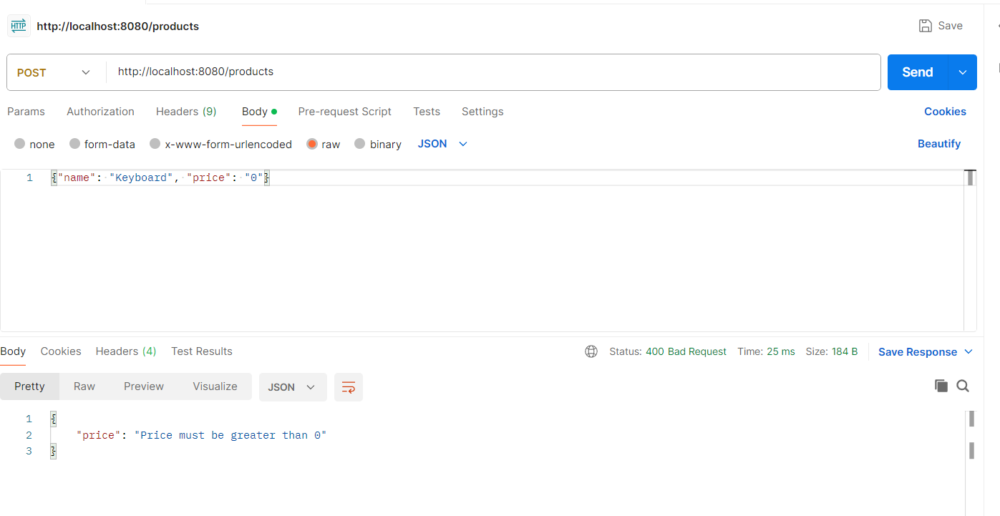 HTTP http://localhost:8080/products Save
POST http://localhost:8080/products Send
Params Authorization Headers (9) Body Pre-request Script Tests Settings Cookies
none form-data x-www-form-urlencoded raw binary JSON Beautify
1 {"name": "Keyboard", "price": "0"}
Body Cookies Headers (4) Test Results Status: 400 Bad Request Time: 25 ms Size: 184 B Save Response
Pretty Raw Preview Visualize JSON
1 {
2 "price": "Price must be greater than 0"
3 }